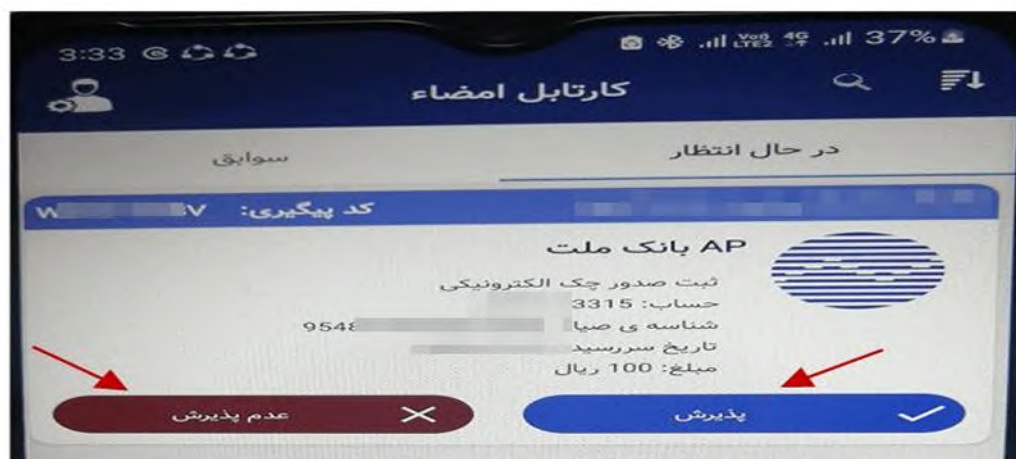 3:33 37%
کارتابل امضاء
در حال انتظار
سوابق
کد پیگیری:
AP بانک ملت
ثبت صدور چک الکترونیکی
حساب: 3315
شناسه ی صیا 9548
تاریخ سررسید
مبلغ: 100 ریال
پذیرش
عدم پذیرش